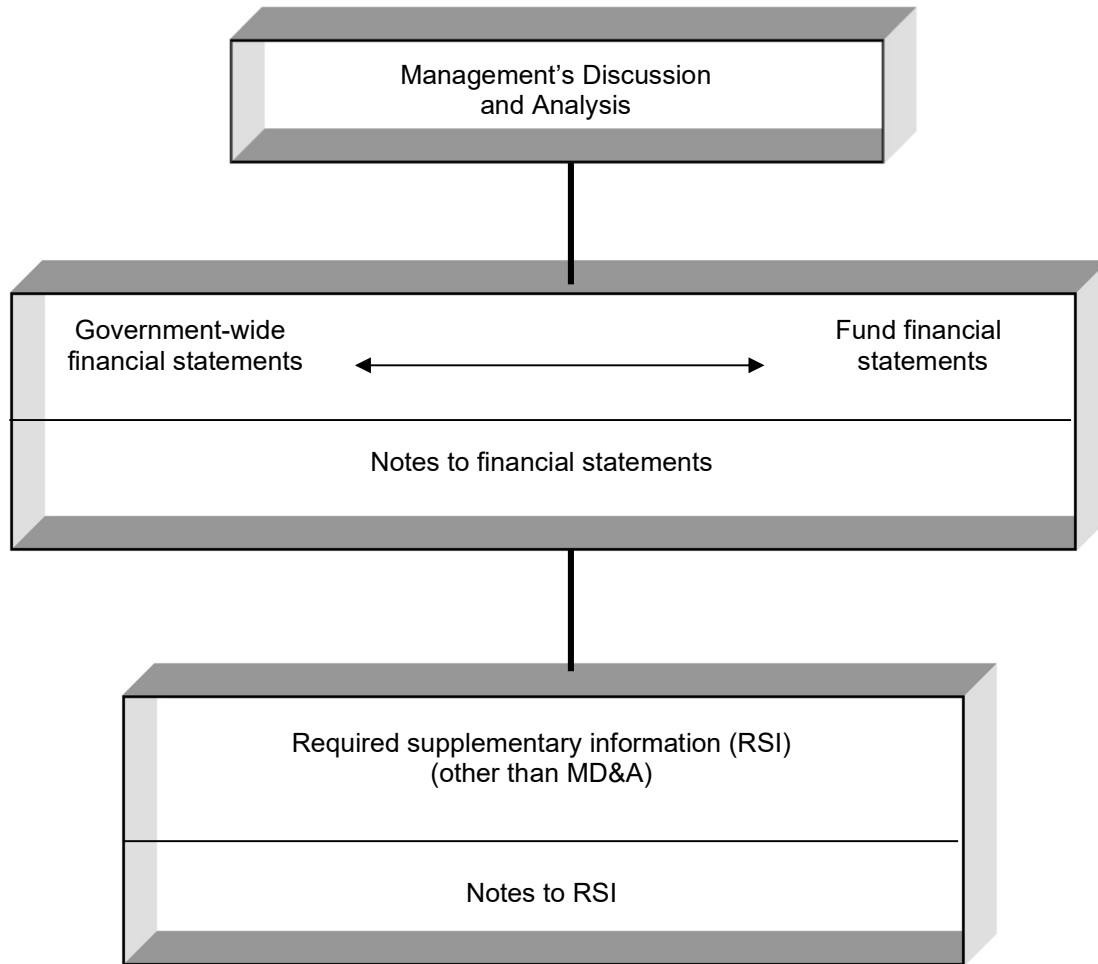 Management’s Discussion
and Analysis
Government-wide
financial statements
Fund financial
statements
Notes to financial statements
Required supplementary information (RSI)
(other than MD&A)
Notes to RSI